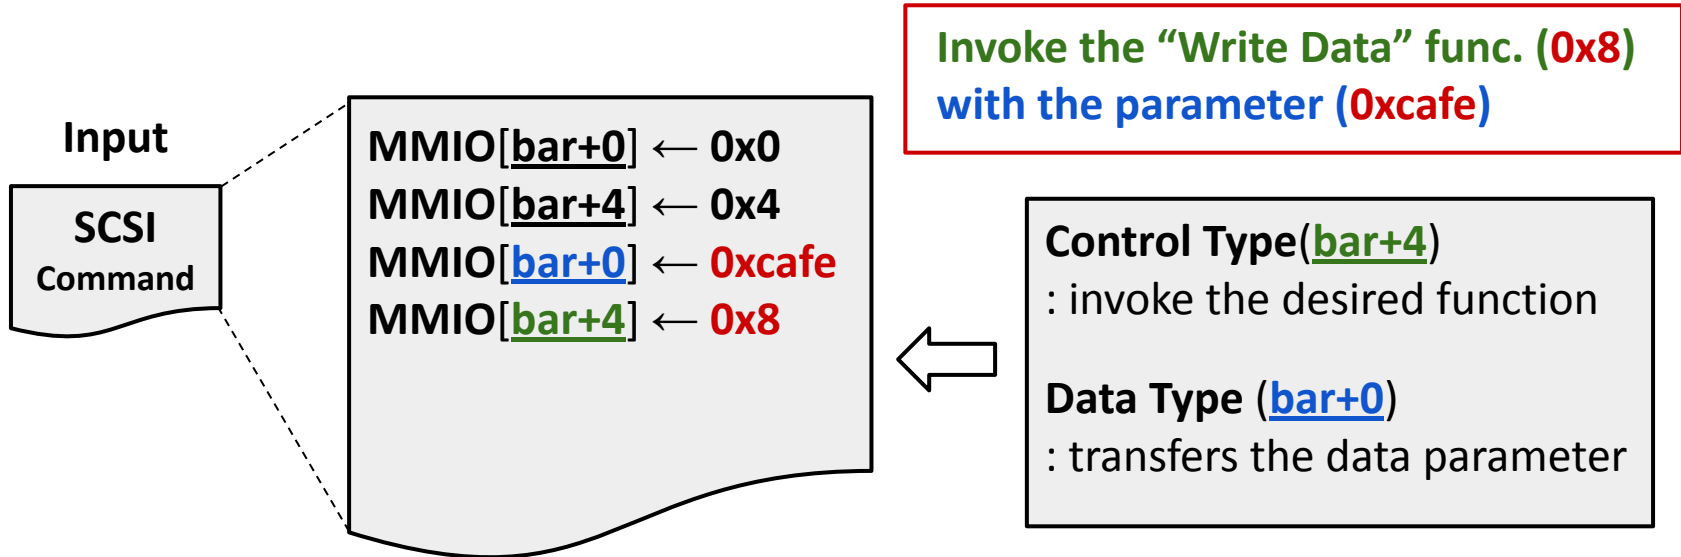 Invoke the “Write Data” func. (0x8)
with the parameter (0xcafe)
Input
SCSI
Command
MMIO[bar+0] ← 0x0
MMIO[bar+4] ← 0x4
MMIO[bar+0] ← 0xcafe
MMIO[bar+4] ← 0x8
Control Type(bar+4)
: invoke the desired function
Data Type (bar+0)
: transfers the data parameter